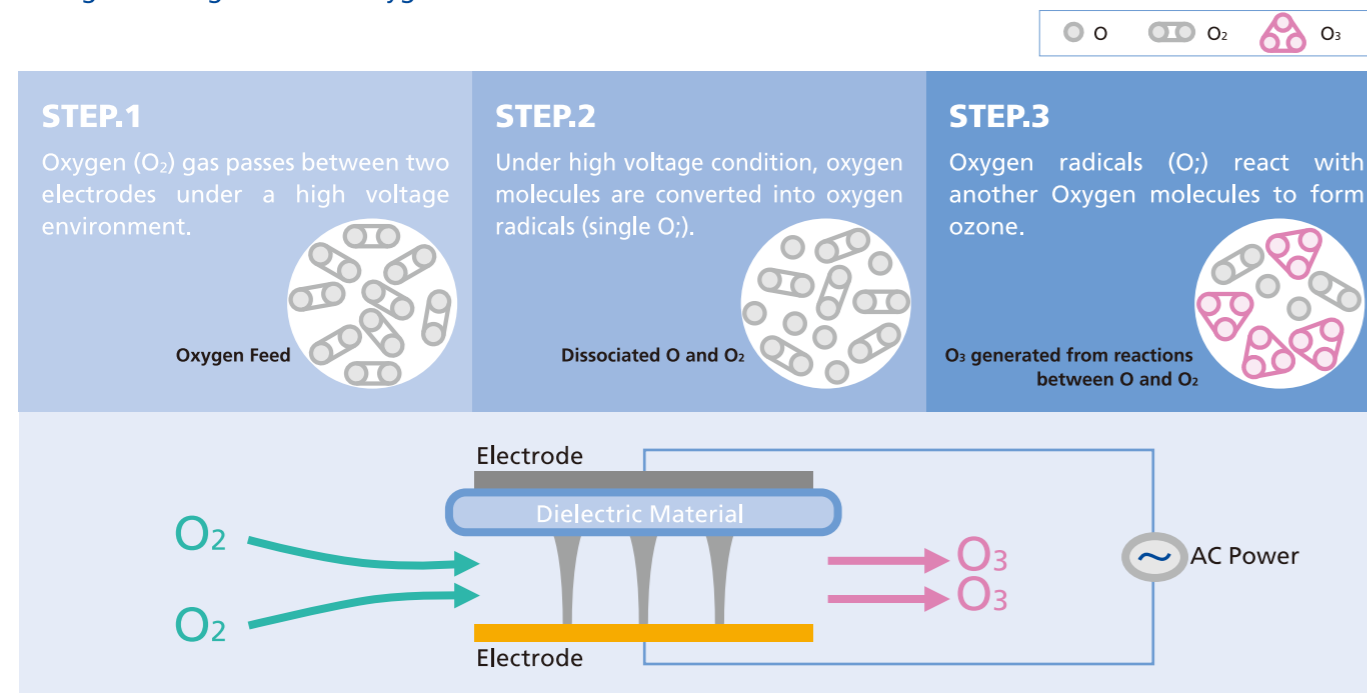 O O₂ O₃
STEP.1
Oxygen (O₂) gas passes between two
electrodes under a high voltage
environment.
Oxygen Feed
STEP.2
Under high voltage condition, oxygen
molecules are converted into oxygen
radicals (single O;).
Dissociated O and O₂
STEP.3
Oxygen radicals (O;) react with
another Oxygen molecules to form
ozone.
O₃ generated from reactions
between O and O₂
Electrode
Dielectric Material
O₂
O₂
O₃
O₃
AC Power
Electrode